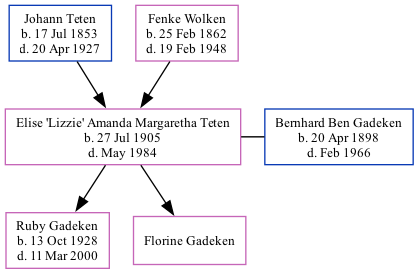 Johann Teten
b. 17 Jul 1853
d. 20 Apr 1927
Fenke Wolken
b. 25 Feb 1862
d. 19 Feb 1948
Elise 'Lizzie' Amanda Margaretha Teten
b. 27 Jul 1905
d. May 1984
Bernhard Ben Gadeken
b. 20 Apr 1898
d. Feb 1966
Ruby Gadeken
b. 13 Oct 1928
d. 11 Mar 2000
Florine Gadeken